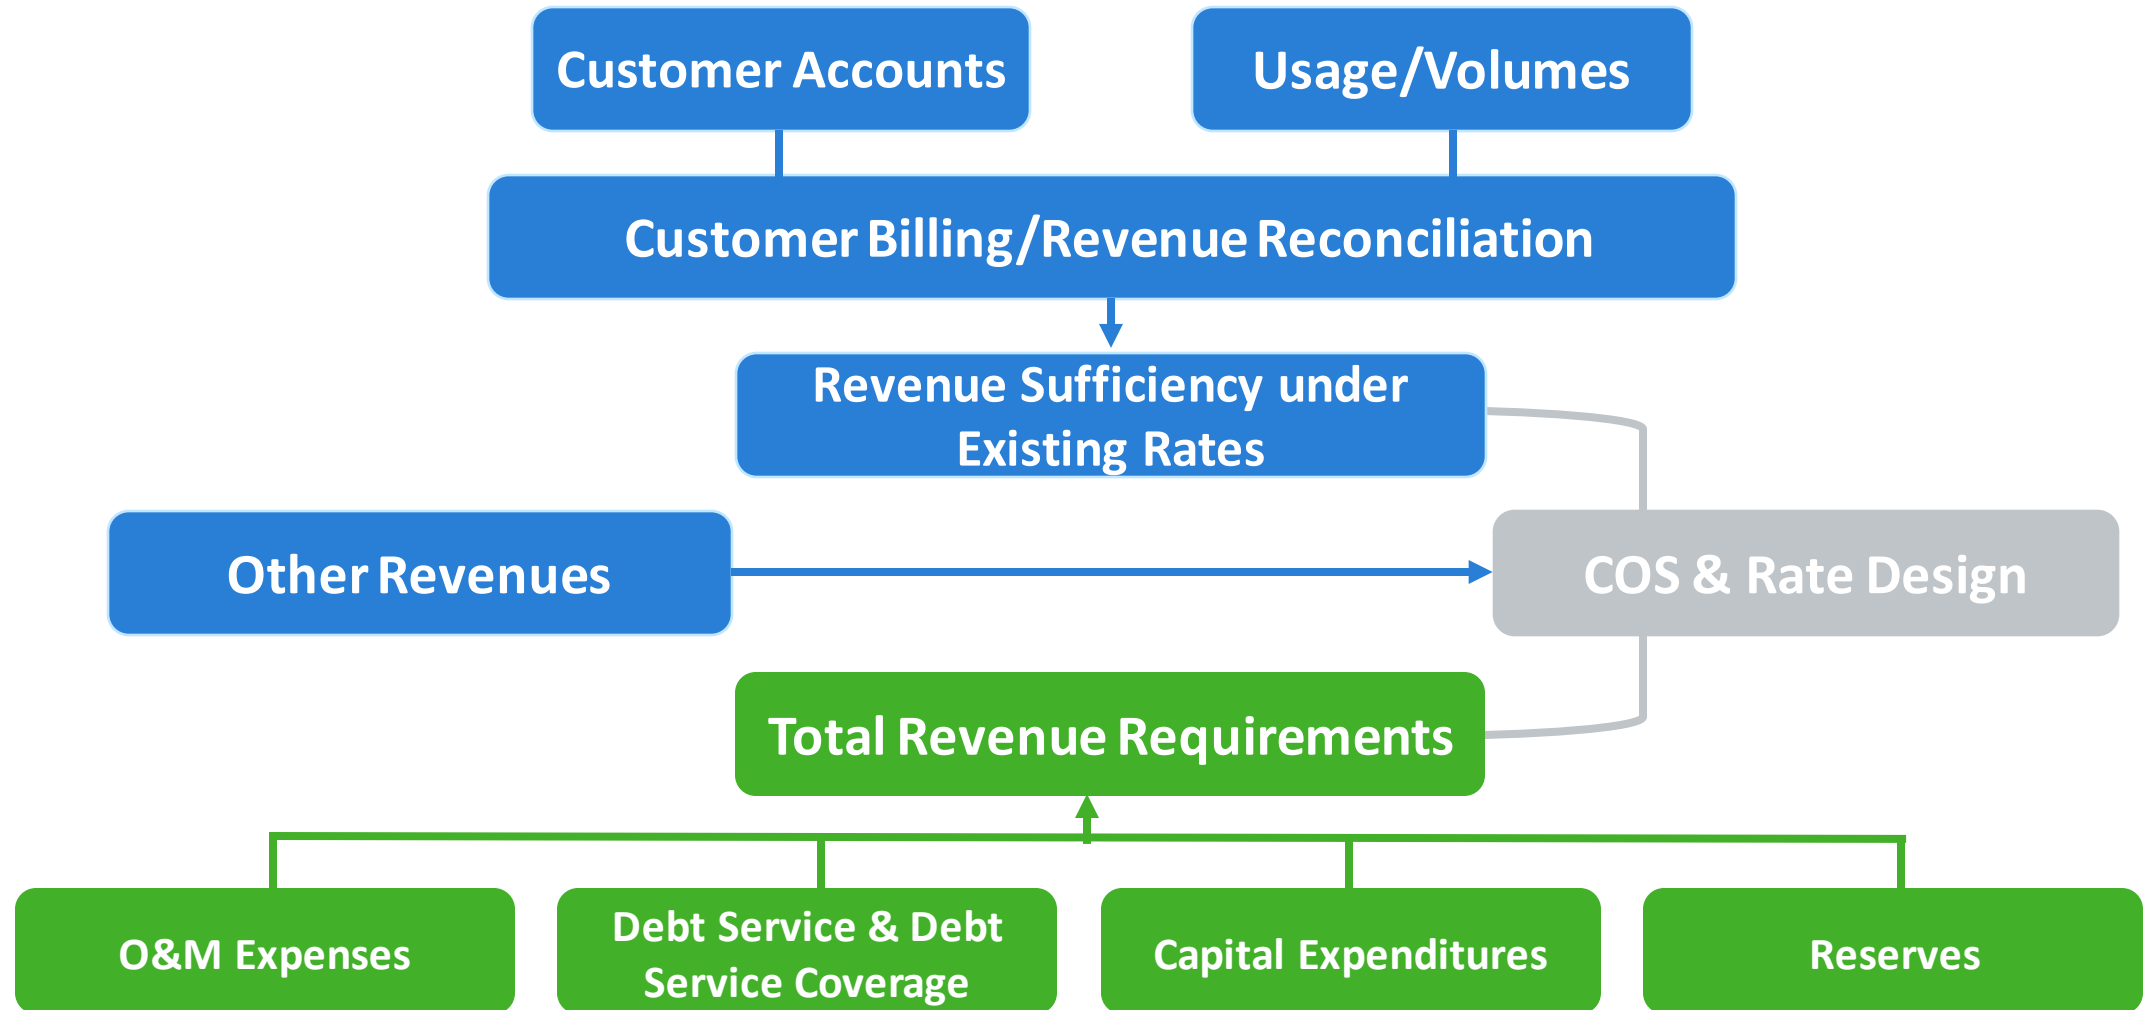 Customer Accounts
Usage/Volumes
Customer Billing/Revenue Reconciliation
Revenue Sufficiency under
Existing Rates
Other Revenues
COS & Rate Design
Total Revenue Requirements
O&M Expenses
Debt Service & Debt
Service Coverage
Capital Expenditures
Reserves